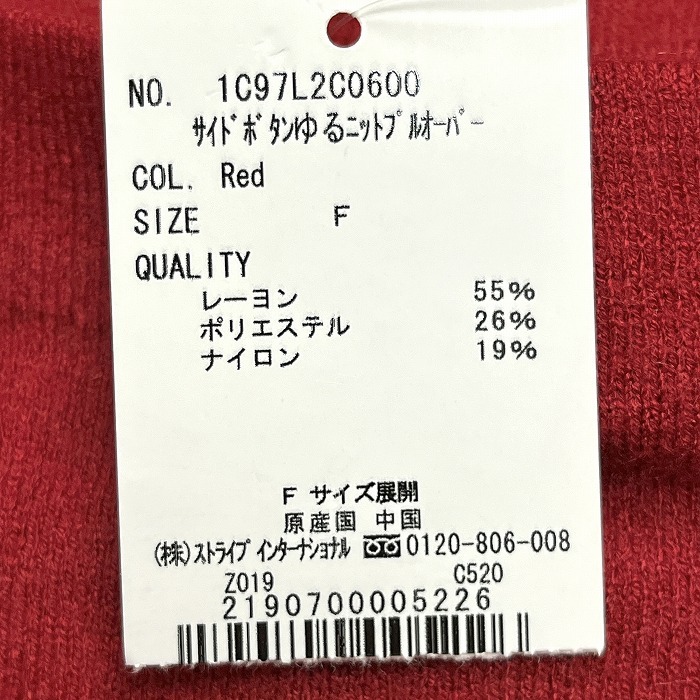 NO. 1C97L2C0600
サイドボタンゆるニットプルオーバー
COL. Red
SIZE F
QUALITY
レーヨン 55%
ポリエステル 26%
ナイロン 19%
F サイズ展開
原産国 中国
(株)ストライプインターナショナル 0120-806-008
Z019 C520
2190700005226